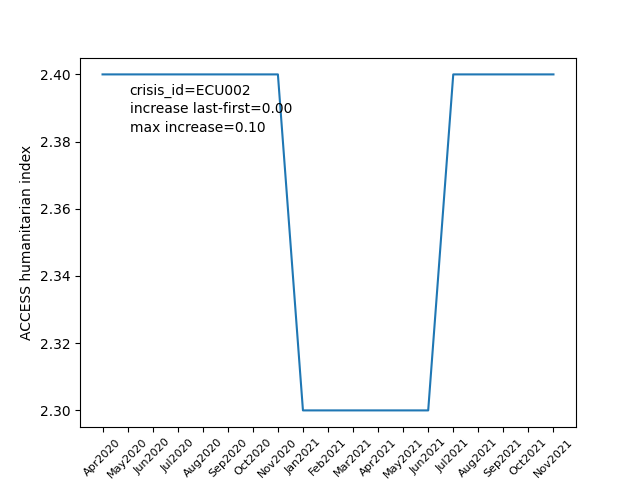 2.40
2.38
2.36
2.34
2.32
2.30
ACCESS humanitarian index
crisis_id=ECU002
increase last-first=0.00
max increase=0.10
Apr2020
May2020
Jun2020
Jul2020
Aug2020
Sep2020
Oct2020
Nov2020
Jan2021
Feb2021
Mar2021
Apr2021
May2021
Jun2021
Jul2021
Aug2021
Sep2021
Oct2021
Nov2021